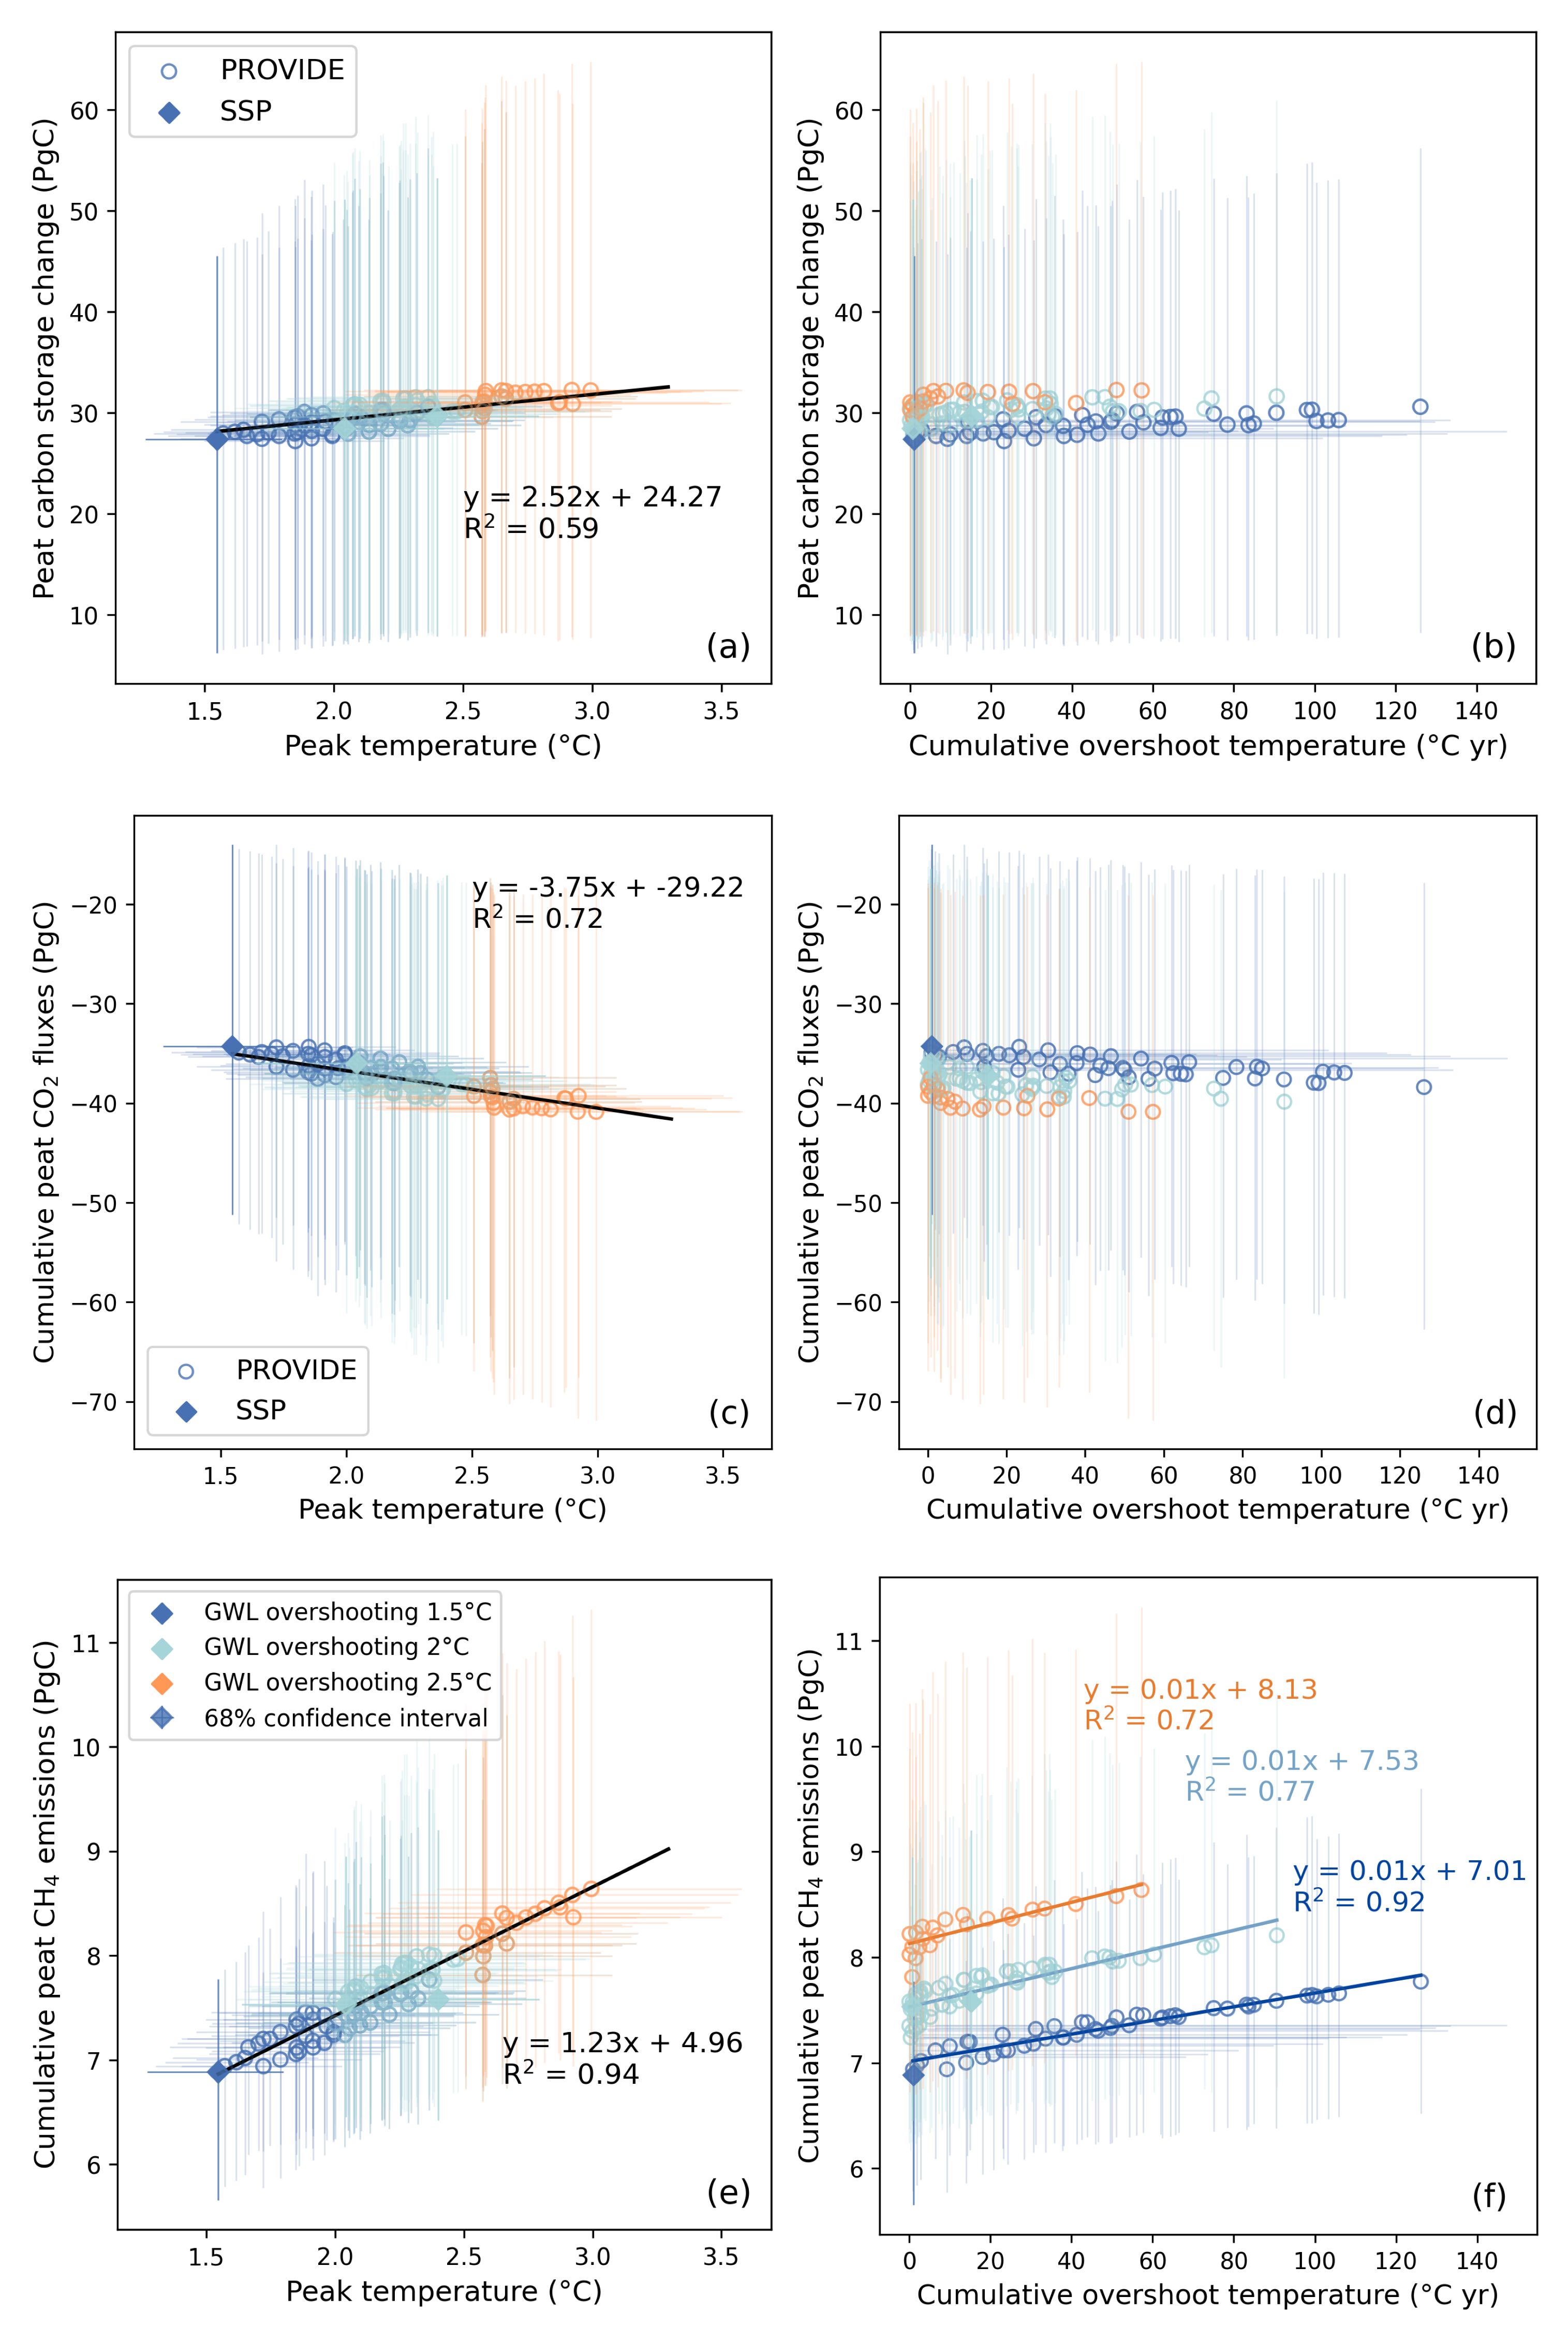 PROVIDE
SSP
Peat carbon storage change (PgC)
60
50
40
30
20
10
y = 2.52x + 24.27
R² = 0.59
(a)
1.5 2.0 2.5 3.0 3.5
Peak temperature (°C)
Peat carbon storage change (PgC)
60
50
40
30
20
10
(b)
0 20 40 60 80 100 120 140
Cumulative overshoot temperature (°C yr)
Cumulative peat CO₂ fluxes (PgC)
y = -3.75x + -29.22
R² = 0.72
−20
−30
−40
−50
−60
−70
PROVIDE
SSP
(c)
1.5 2.0 2.5 3.0 3.5
Peak temperature (°C)
Cumulative peat CO₂ fluxes (PgC)
−20
−30
−40
−50
−60
−70
(d)
0 20 40 60 80 100 120 140
Cumulative overshoot temperature (°C yr)
GWL overshooting 1.5°C
GWL overshooting 2°C
GWL overshooting 2.5°C
68% confidence interval
Cumulative peat CH₄ emissions (PgC)
11
10
9
8
7
6
y = 1.23x + 4.96
R² = 0.94
(e)
1.5 2.0 2.5 3.0 3.5
Peak temperature (°C)
Cumulative peat CH₄ emissions (PgC)
11
10
9
8
7
6
y = 0.01x + 8.13
R² = 0.72
y = 0.01x + 7.53
R² = 0.77
y = 0.01x + 7.01
R² = 0.92
(f)
0 20 40 60 80 100 120 140
Cumulative overshoot temperature (°C yr)